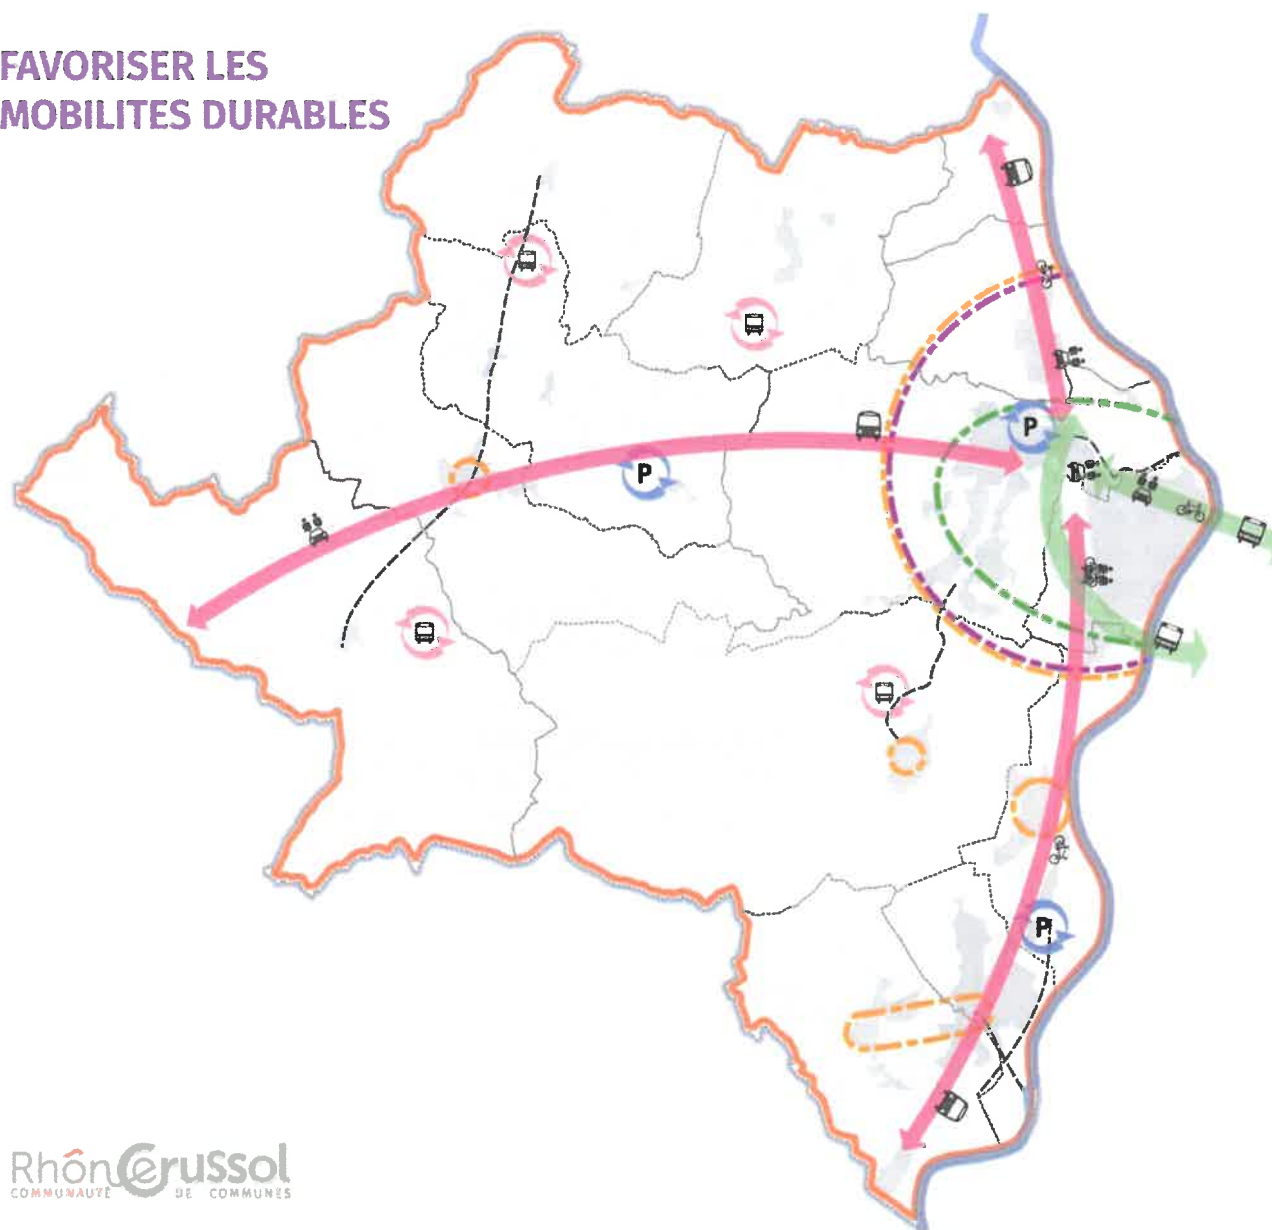 FAVORISER LES
MOBILITES DURABLES
P
P
P
Rhône Crussol
COMMUNAUTÉ DE COMMUNES